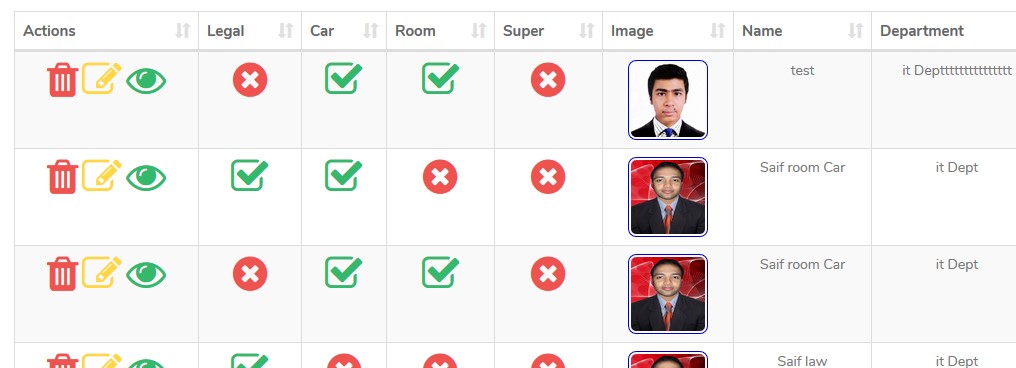 Actions Legal Car Room Super Image Name Department
test it Deptttttttttttttttt
Saif room Car it Dept
Saif room Car it Dept
Saif law it Dept